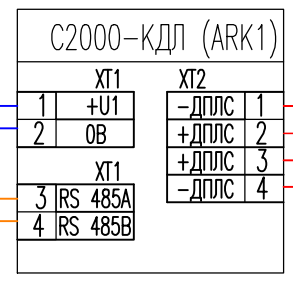 С2000-КДЛ (ARK1)
XT1 XT2
1 +U1 -ДПЛС 1
2 0В +ДПЛС 2
XT1 +ДПЛС 3
3 RS 485A -ДПЛС 4
4 RS 485B